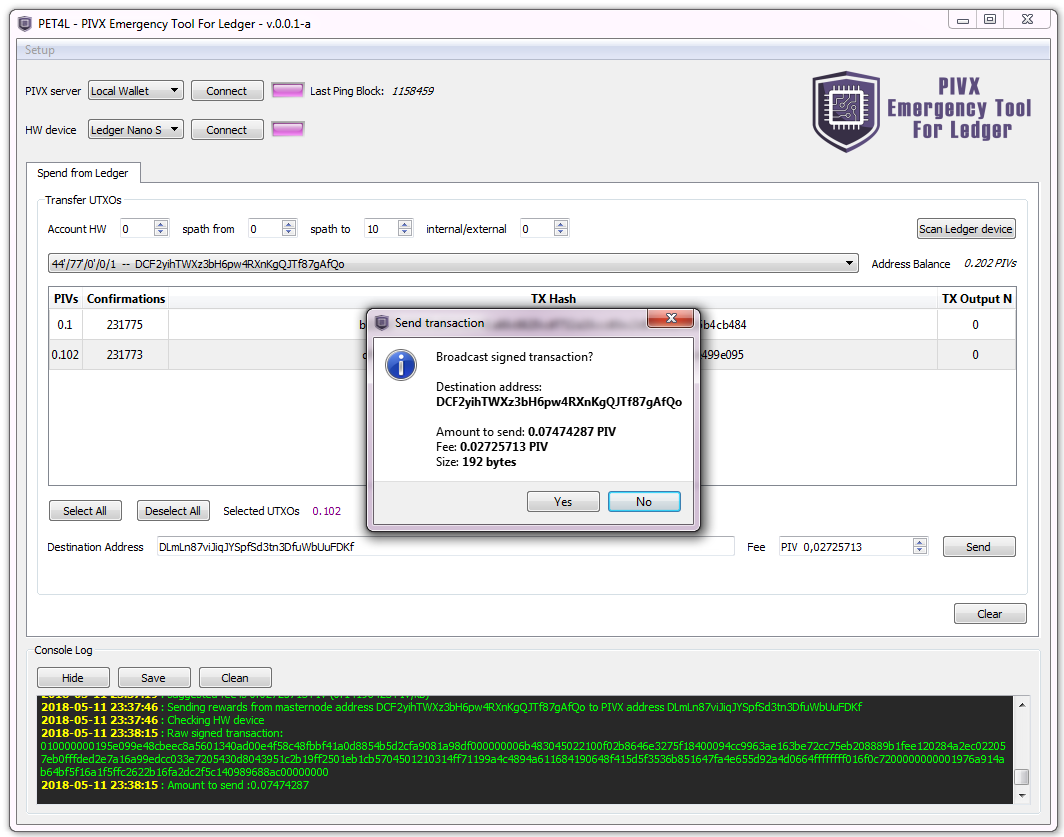 PET4L - PIVX Emergency Tool For Ledger - v.0.0.1-a
Setup
PIVX server Local Wallet Connect Last Ping Block: 1158459
HW device Ledger Nano S Connect
PIVX
Emergency Tool
For Ledger
Spend from Ledger
Transfer UTXOs
Account HW 0 spath from 0 spath to 10 internal/external 0 Scan Ledger device
44'/77'/0'/0/1 -- DCF2yihTWXz3bH6pw4RXnKgQJTf87gAfQo Address Balance 0.202 PIVs
PIVs Confirmations TX Hash TX Output N
0.1 231775 b4cb484 0
0.102 231773 499e095 0
Send transaction
Broadcast signed transaction?
Destination address:
DCF2yihTWXz3bH6pw4RXnKgQJTf87gAfQo
Amount to send: 0.07474287 PIV
Fee: 0.02725713 PIV
Size: 192 bytes
Yes No
Select All Deselect All Selected UTXOs 0.102
Destination Address DLmLn87viJiqJYSpfSd3tn3DfuWbUuFDKf Fee PIV 0,02725713 Send
Clear
Console Log
Hide Save Clean
2018-05-11 23:37:46 : Sending rewards from masternode address DCF2yihTWXz3bH6pw4RXnKgQJTf87gAfQo to PIVX address DLmLn87viJiqJYSpfSd3tn3DfuWbUuFDKf
2018-05-11 23:37:46 : Checking HW device
2018-05-11 23:38:15 : Raw signed transaction:
010000000195e099e48cbeec8a5601340ad00e4f58c48fbbf41a0d8854b5d2cfa9081a98df000000006b483045022100f02b8646e3275f18400094cc9963ae163be72cc75eb208889b1fee120284a2ec02205
7eb0fffded2e7a16a99edcc033e7205430d8043951c2b19ff2501eb1cb5704501210314ff71199a4c4894a611684190648f415d5f3536b851647fa4e655d92a4d0664ffffffff016f0c7200000000001976a914a
b64bf5f16a1f5ffc2622b16fa2dc2f5c140989688ac00000000
2018-05-11 23:38:15 : Amount to send :0.07474287